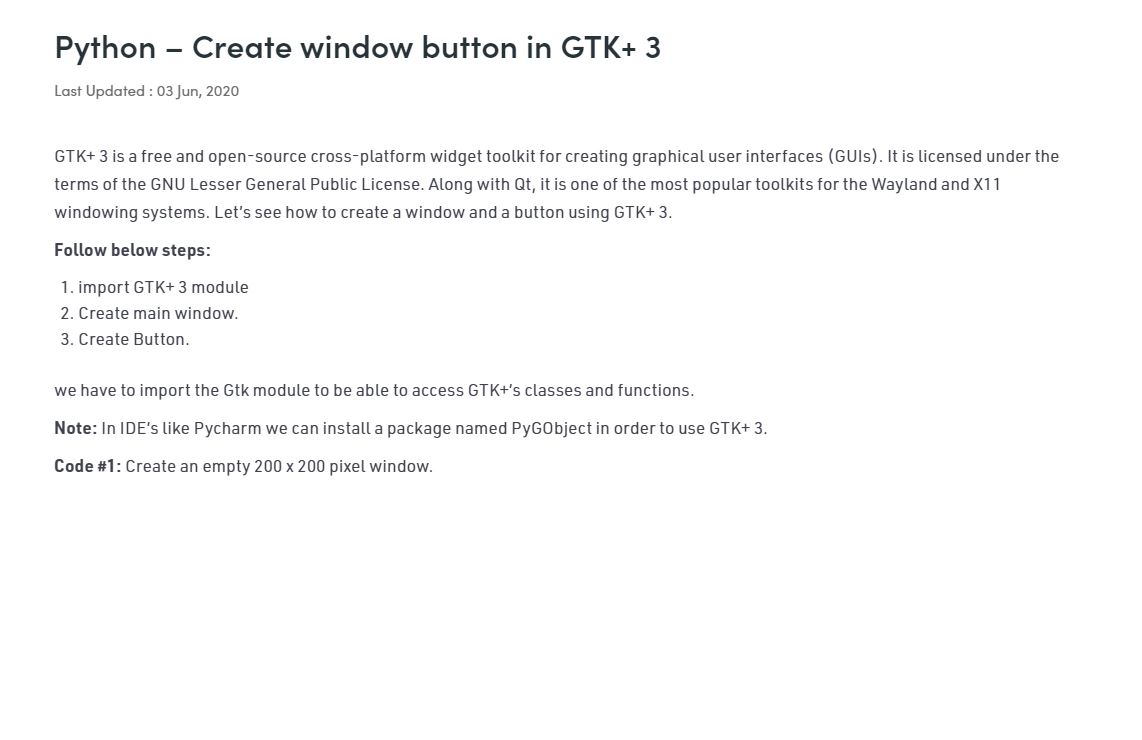 Python – Create window button in GTK+ 3
Last Updated : 03 Jun, 2020
GTK+ 3 is a free and open-source cross-platform widget toolkit for creating graphical user interfaces (GUIs). It is licensed under the
terms of the GNU Lesser General Public License. Along with Qt, it is one of the most popular toolkits for the Wayland and X11
windowing systems. Let’s see how to create a window and a button using GTK+ 3.
Follow below steps:
1. import GTK+ 3 module
2. Create main window.
3. Create Button.
we have to import the Gtk module to be able to access GTK+’s classes and functions.
Note: In IDE’s like Pycharm we can install a package named PyGObject in order to use GTK+ 3.
Code #1: Create an empty 200 x 200 pixel window.